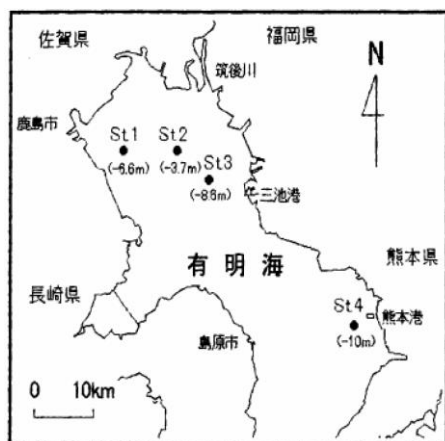 佐賀県
福岡県
筑後川
N
鹿島市
St1
(-6.6m)
St2
(-3.7m)
St3
(-8.6m)
三池港
有明海
熊本県
長崎県
島原市
St4
(-10m)
熊本港
0 10km